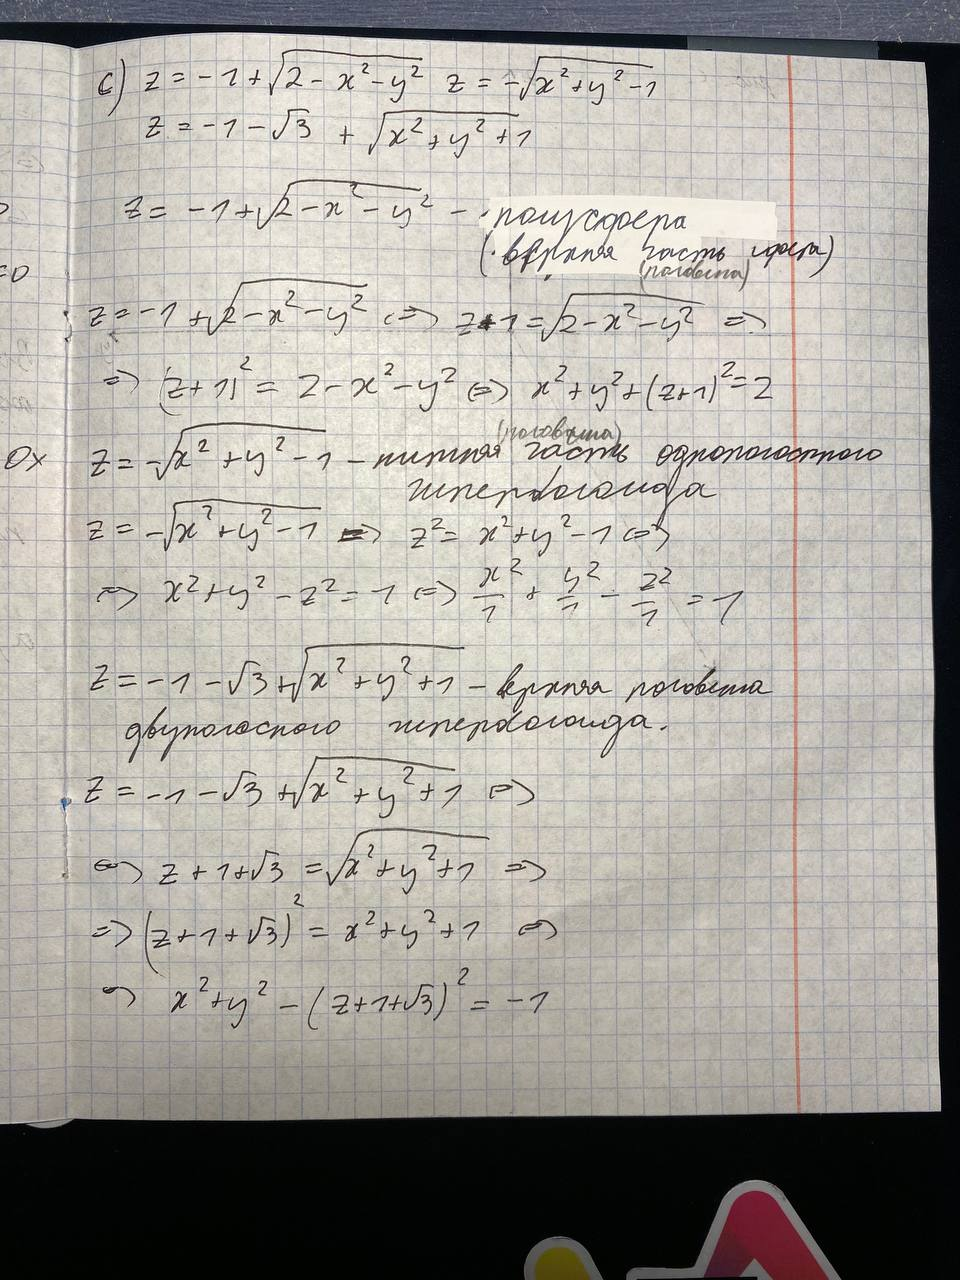 c) z = -1 + √(2 - x² - y²)  z = -√(x² + y² - 1)
z = -1 - √3 + √(x² + y² + 1)
z = -1 + √(2 - x² - y²) - полусфера
(верхняя часть сферы)
(половина)
z = -1 + √(2 - x² - y²) <=> z + 1 = √(2 - x² - y²) =>
=> (z+1)² = 2 - x² - y² <=> x² + y² + (z+1)² = 2
(половина)
0x
z = -√(x² + y² - 1) - нижняя часть однополостного
гиперболоида
z = -√(x² + y² - 1) => z² = x² + y² - 1 <=>
<=> x² + y² - z² = 1 <=> x²/1 + y²/1 - z²/1 = 1
z = -1 - √3 + √(x² + y² + 1) - верхняя половина
двуполосного гиперболоида.
z = -1 - √3 + √(x² + y² + 1) <=>
<=> z + 1 + √3 = √(x² + y² + 1) =>
=> (z + 1 + √3)² = x² + y² + 1 <=>
<=> x² + y² - (z + 1 + √3)² = -1